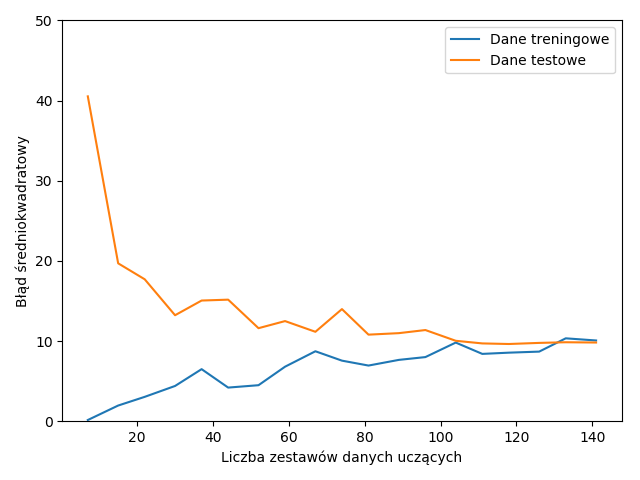 50
40
30
20
10
0
Błąd średniokwadratowy
Dane treningowe
Dane testowe
20 40 60 80 100 120 140
Liczba zestawów danych uczących